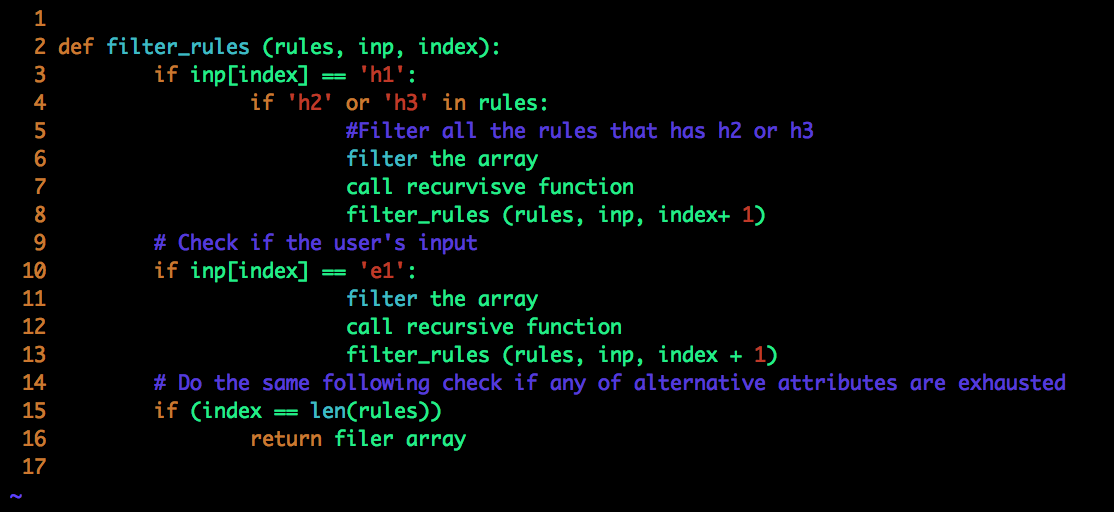 1
2 def filter_rules (rules, inp, index):
3 if inp[index] == 'h1':
4 if 'h2' or 'h3' in rules:
5 #Filter all the rules that has h2 or h3
6 filter the array
7 call recurvisve function
8 filter_rules (rules, inp, index+ 1)
9 # Check if the user's input
10 if inp[index] == 'e1':
11 filter the array
12 call recursive function
13 filter_rules (rules, inp, index + 1)
14 # Do the same following check if any of alternative attributes are exhausted
15 if (index == len(rules))
16 return filer array
17
~